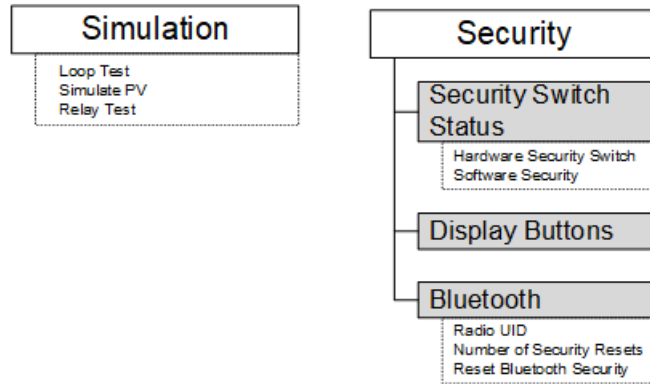 Simulation
Loop Test
Simulate PV
Relay Test
Security
Security Switch
Status
Hardware Security Switch
Software Security
Display Buttons
Bluetooth
Radio UID
Number of Security Resets
Reset Bluetooth Security